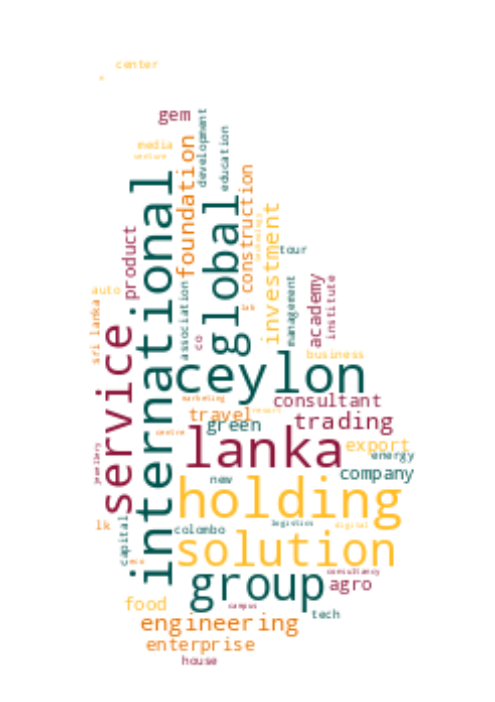 center
gem
development
media
venture
education
foundation
international
global
construction
technology
investment
product
tour
auto
management
academy
institute
sri lanka
association
service
co
business
ceylon
marketing
consultant
travel
resort
green
trading
centre
lanka
export
jewellery
energy
company
new
holding
lk
capital
colombo
logistics
digital
solution
eco
consultancy
group
agro
food
campus
tech
engineering
enterprise
house